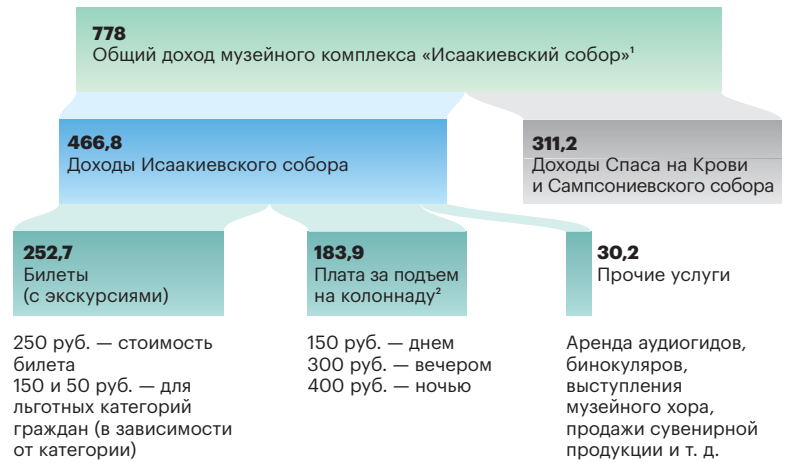 778
Общий доход музейного комплекса «Исаакиевский собор»¹
466,8
Доходы Исаакиевского собора
311,2
Доходы Спаса на Крови
и Сампсониевского собора
252,7
Билеты
(с экскурсиями)
183,9
Плата за подъем
на колоннаду²
30,2
Прочие услуги
250 руб. — стоимость
билета
150 и 50 руб. — для
льготных категорий
граждан (в зависимости
от категории)
150 руб. — днем
300 руб. — вечером
400 руб. — ночью
Аренда аудиогидов,
бинокуляров,
выступления
музейного хора,
продажи сувенирной
продукции и т. д.